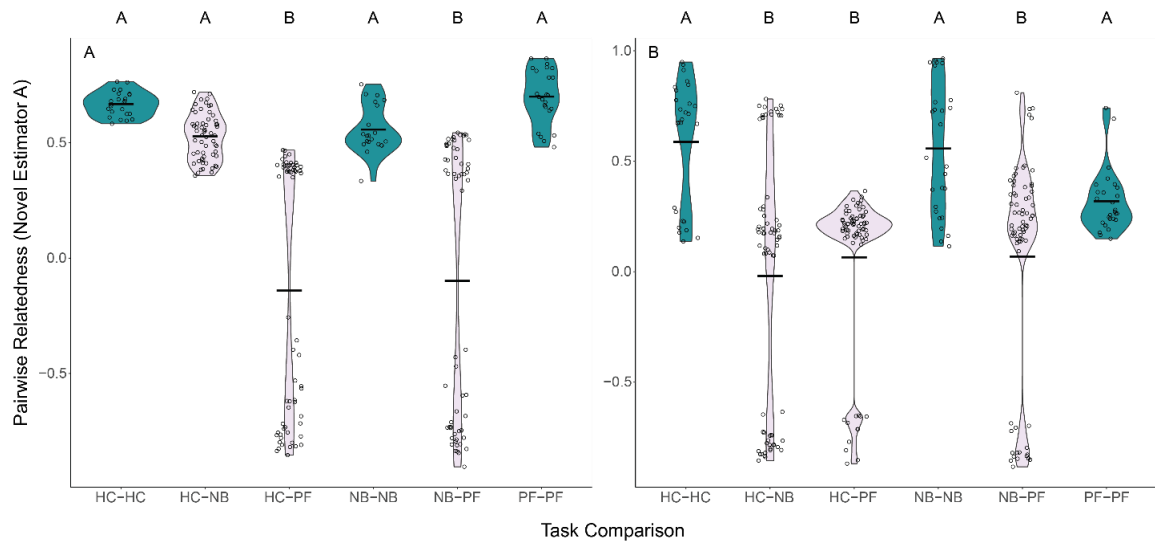 A A B A B A A B B A B A
A B
Pairwise Relatedness (Novel Estimator A)
0.5
0.0
−0.5
1.0
0.5
0.0
−0.5
HC−HC HC−NB HC−PF NB−NB NB−PF PF−PF HC−HC HC−NB HC−PF NB−NB NB−PF PF−PF
Task Comparison